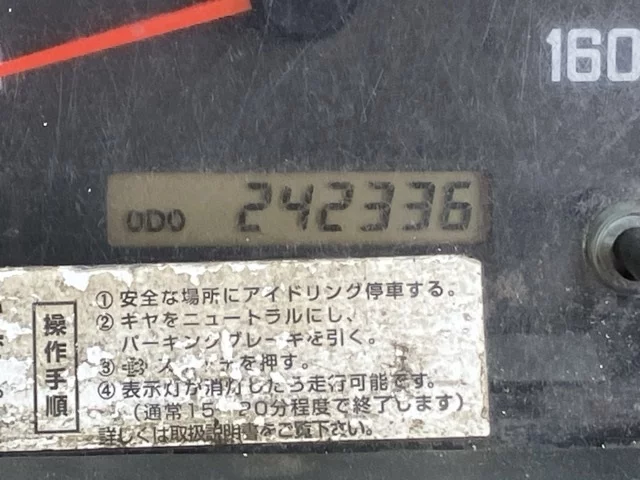 160
ODO 242336
操作手順
① 安全な場所にアイドリング停車する。
② ギヤをニュートラルにし、
パーキングブレーキを引く。
③ を押す。
④ 表示灯が消灯したら走行可能です。
(通常15 20分程度で終了します)
詳しくは取扱説明書をご覧下さい。